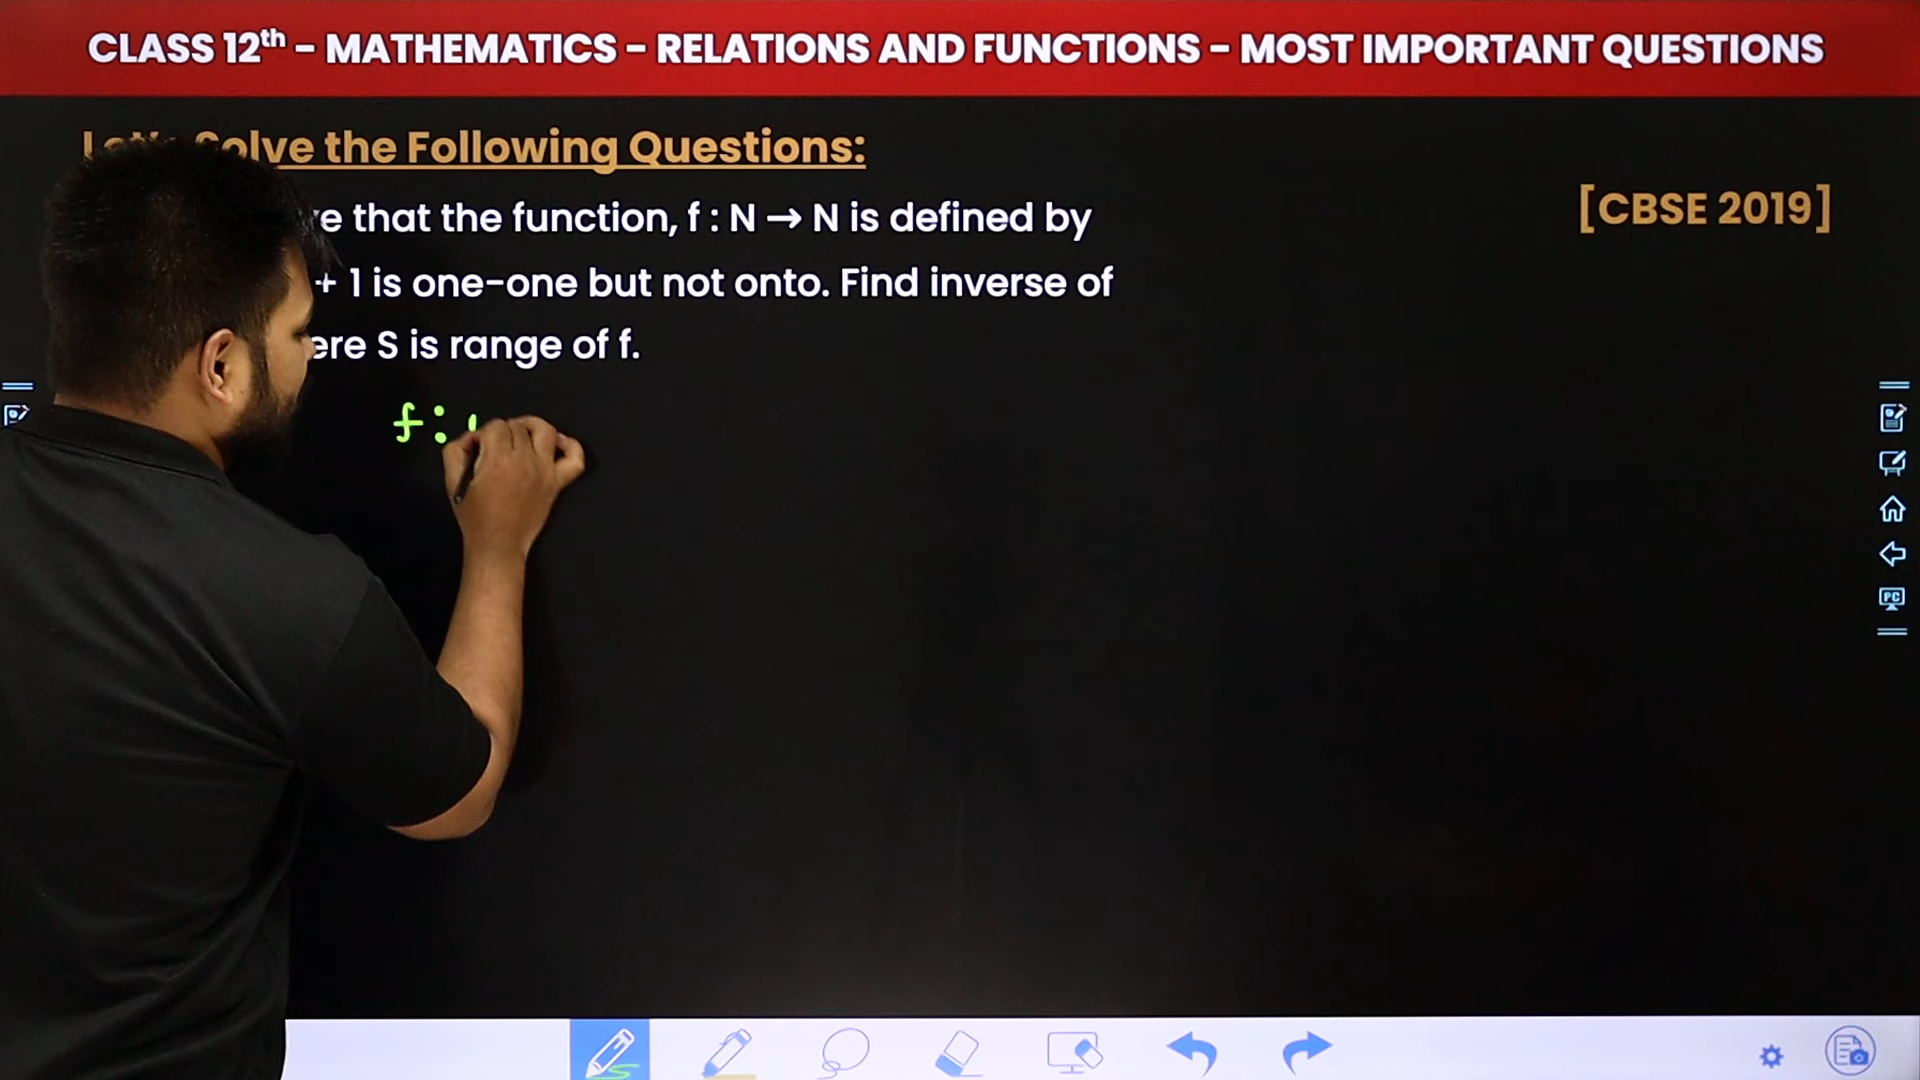 CLASS 12th – MATHEMATICS – RELATIONS AND FUNCTIONS – MOST IMPORTANT QUESTIONS
Solve the Following Questions:
that the function, f : N → N is defined by
[CBSE 2019]
+ 1 is one-one but not onto. Find inverse of
S is range of f.
f :
PC